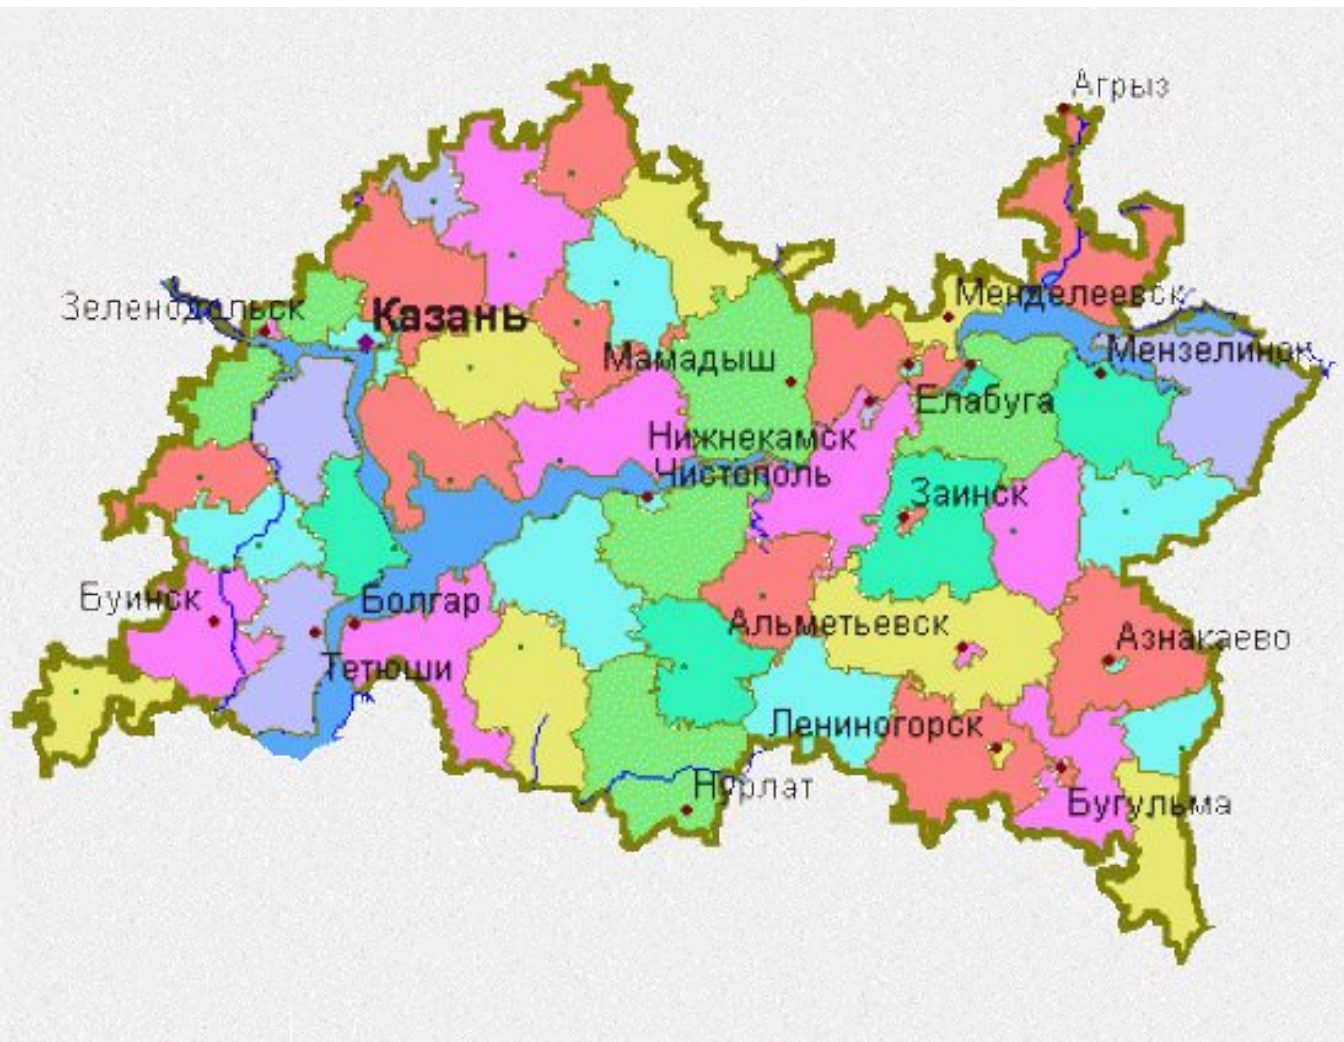 Агрыз
Зеленодольск
Казань
Менделеевск
Мамадыш
Мензелинск
Елабуга
Нижнекамск
Чистополь
Заинск
Буинск
Болгар
Альметьевск
Азнакаево
Тетюши
Лениногорск
Нурлат
Бугульма